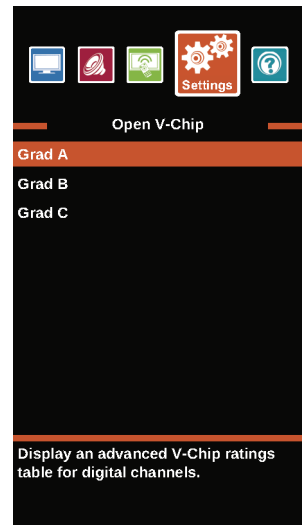 Settings
Open V-Chip
Grad A
Grad B
Grad C
Display an advanced V-Chip ratings
table for digital channels.